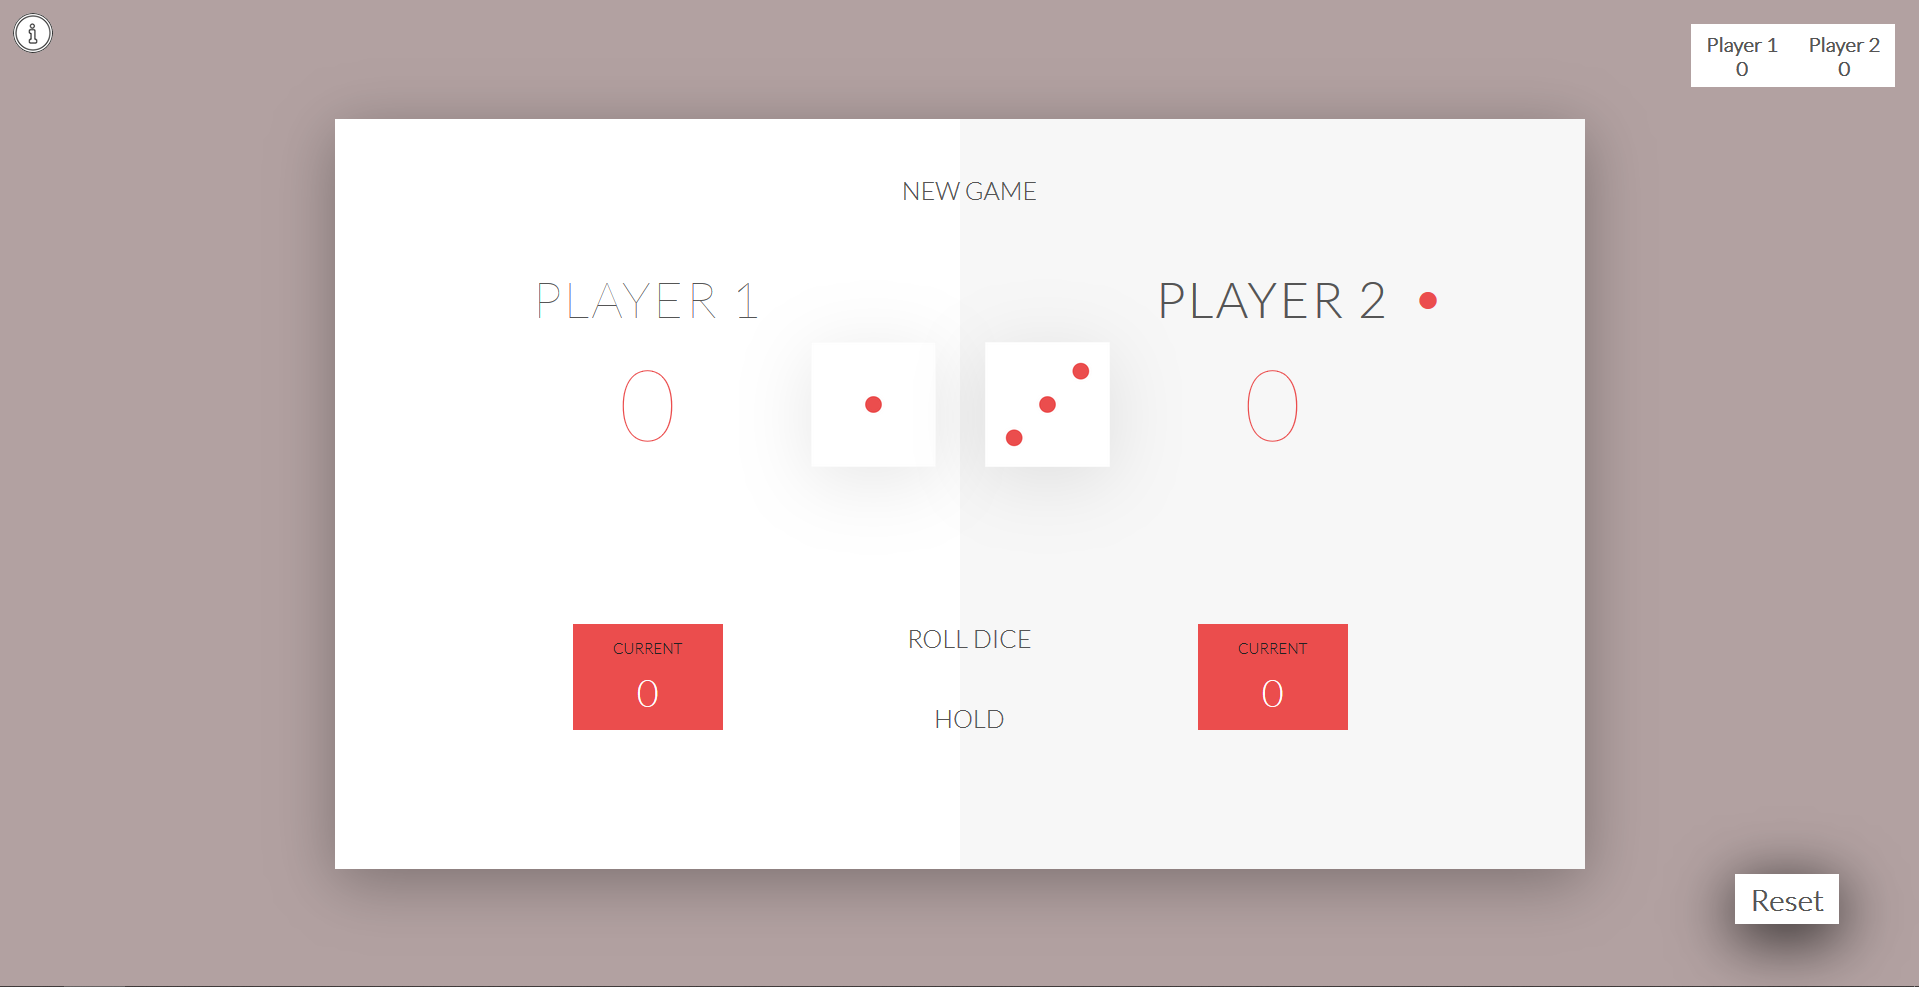 Player 1 Player 2
0 0
NEW GAME
PLAYER 1 PLAYER 2
0 0
CURRENT ROLL DICE CURRENT
0 0
HOLD
Reset